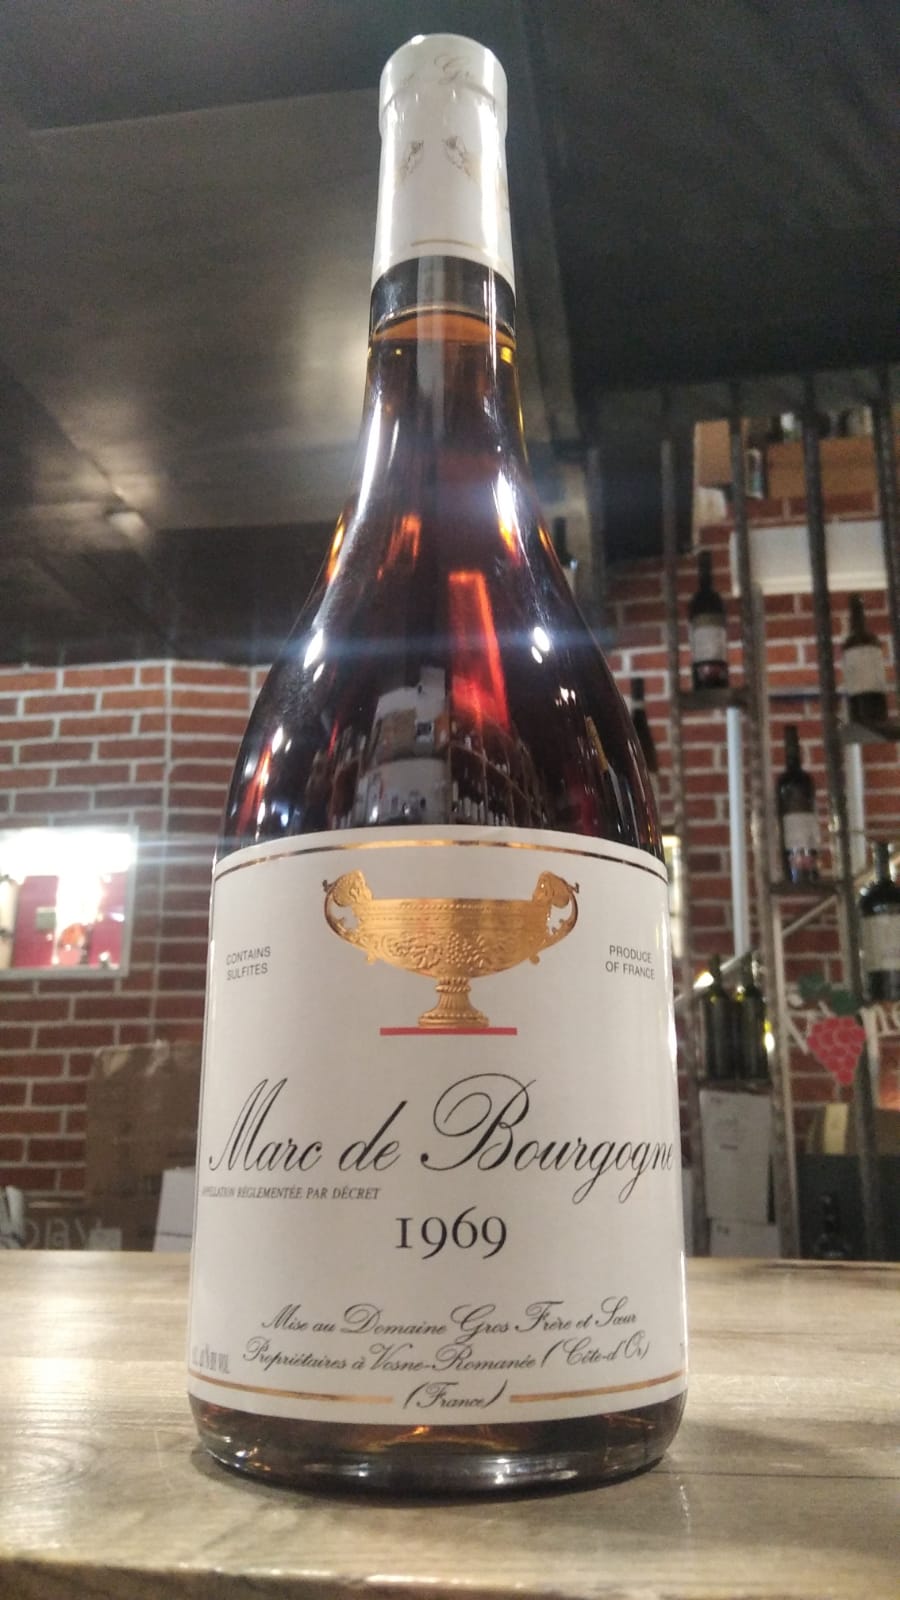 CONTAINS
SULFITES
PRODUCE
OF FRANCE
Marc de Bourgogne
APPELLATION RÉGLEMENTÉE PAR DÉCRET
1969
Mise au Domaine Gros Frère et Sœur
Propriétaires à Vosne-Romanée (Côte-d'Or)
(France)